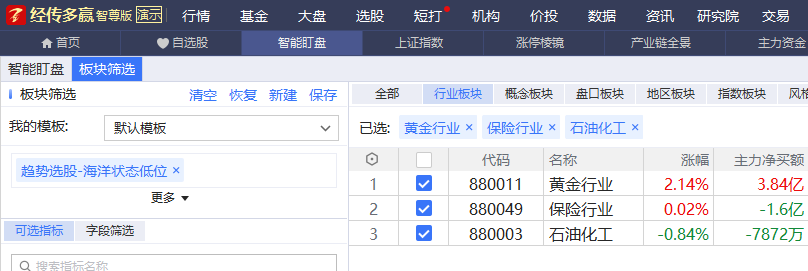 经传多赢 智尊版 演示 行情 基金 大盘 选股 短打 机构 价投 数据 资讯 研究院 交易
首页 自选股 智能盯盘 上证指数 涨停棱镜 产业链全景 主力资金
智能盯盘 板块筛选
板块筛选 清空 恢复 新建 保存
全部 行业板块 概念板块 盘口板块 地区板块 指数板块 风格
我的模板: 默认模板
已选: 黄金行业 × 保险行业 × 石油化工 ×
趋势选股-海洋状态低位 ×
更多
可选指标 字段筛选
搜索指标名称
代码 名称 涨幅 主力净买额
1 880011 黄金行业 2.14% 3.84亿
2 880049 保险行业 0.02% -1.6亿
3 880003 石油化工 -0.84% -7872万